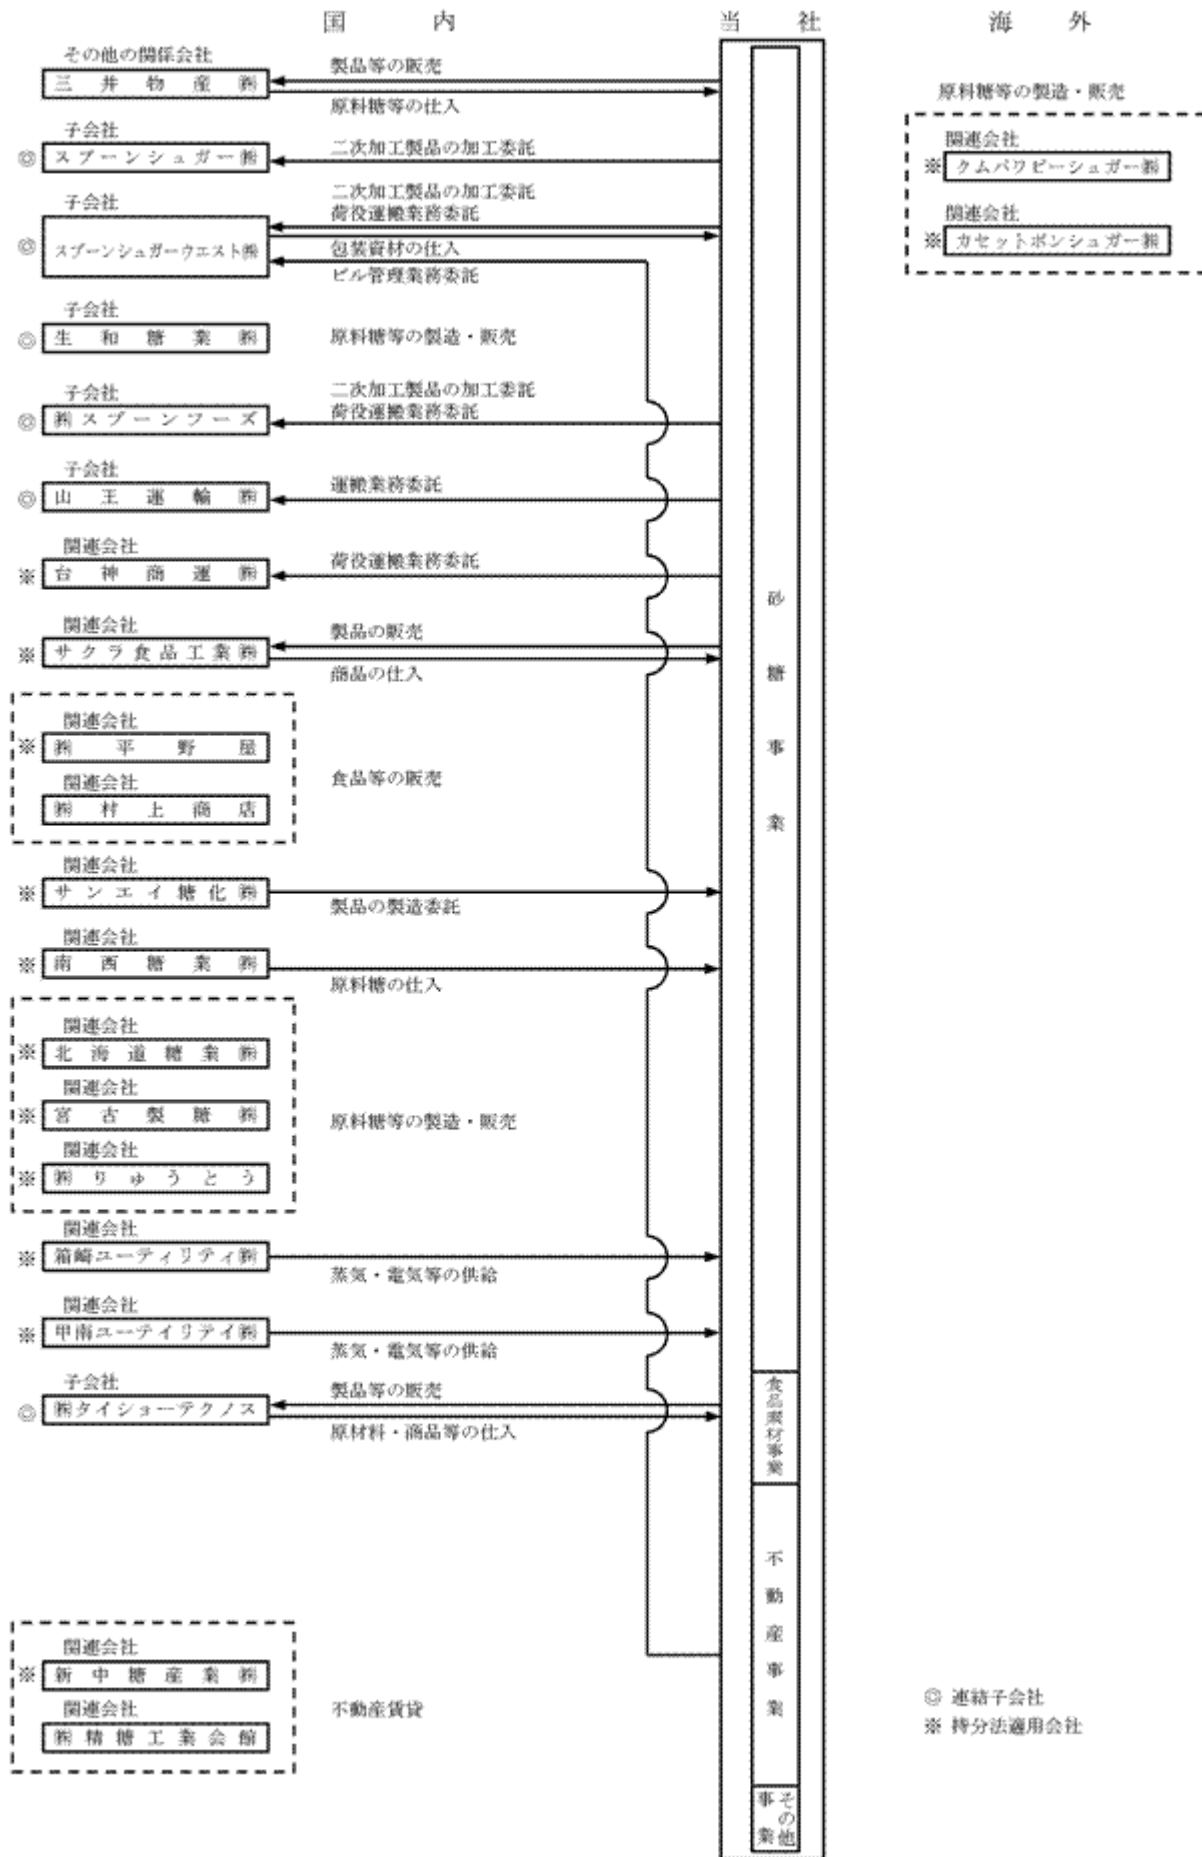 国内
当社
海外
その他の関係会社
三井物産㈱
製品等の販売
原料糖等の仕入
子会社
◎ スプーンシュガー㈱
二次加工製品の加工委託
子会社
◎ スプーンシュガーウエスト㈱
二次加工製品の加工委託
荷役運搬業務委託
包装資材の仕入
ビル管理業務委託
子会社
◎ 生和糖業㈱
原料糖等の製造・販売
子会社
◎ ㈱スプーンフーズ
二次加工製品の加工委託
荷役運搬業務委託
子会社
◎ 山王運輸㈱
運搬業務委託
関連会社
※ 台神商運㈱
荷役運搬業務委託
関連会社
※ サクラ食品工業㈱
製品の販売
商品の仕入
関連会社
※ ㈱平野屋
関連会社
㈱村上商店
食品等の販売
関連会社
※ サンエイ糖化㈱
製品の製造委託
関連会社
※ 南西糖業㈱
原料糖の仕入
関連会社
※ 北海道糖業㈱
関連会社
※ 宮古製糖㈱
関連会社
※ ㈱りゅうとう
原料糖等の製造・販売
関連会社
※ 箱崎ユーティリティ㈱
蒸気・電気等の供給
関連会社
※ 甲南ユーテイリテイ㈱
蒸気・電気等の供給
子会社
◎ ㈱タイショーテクノス
製品等の販売
原材料・商品等の仕入
関連会社
※ 新中糖産業㈱
関連会社
㈱精糖工業会館
不動産賃貸
砂糖事業
食品素材事業
不動産事業
その他
事業
原料糖等の製造・販売
関連会社
※ クムパワピーシュガー㈱
関連会社
※ カセットポンシュガー㈱
◎ 連結子会社
※ 持分法適用会社